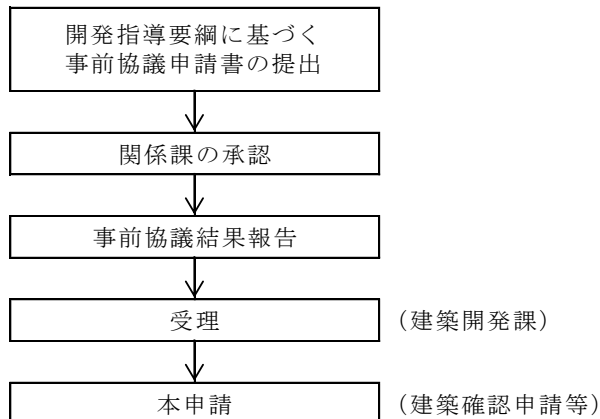 開発指導要綱に基づく
事前協議申請書の提出
関係課の承認
事前協議結果報告
受理 (建築開発課)
本申請 (建築確認申請等)